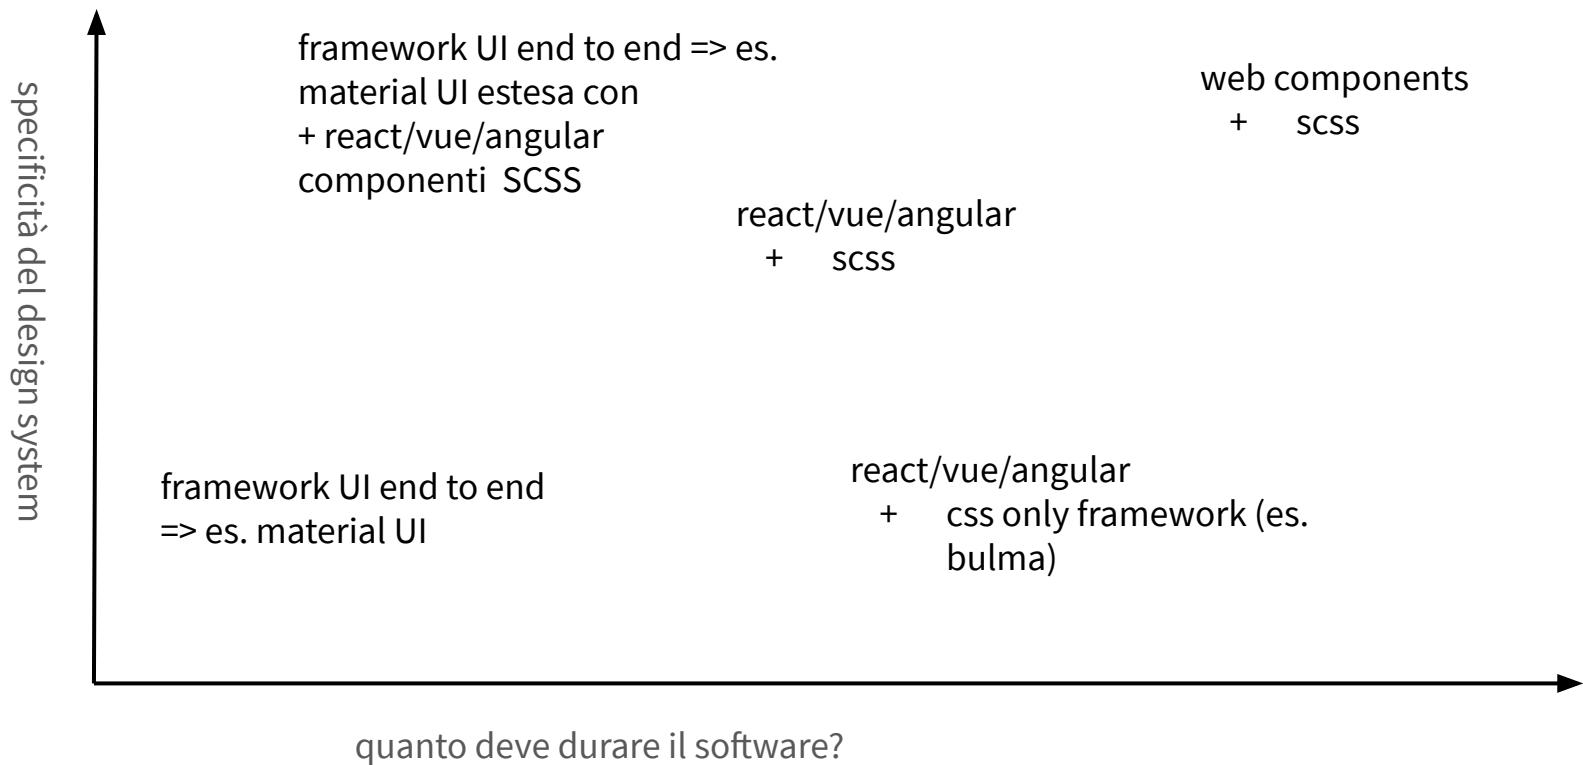 specificità del design system
framework UI end to end => es.
material UI estesa con
+ react/vue/angular
componenti  SCSS
web components
+ scss
react/vue/angular
+ scss
framework UI end to end
=> es. material UI
react/vue/angular
+ css only framework (es.
bulma)
quanto deve durare il software?